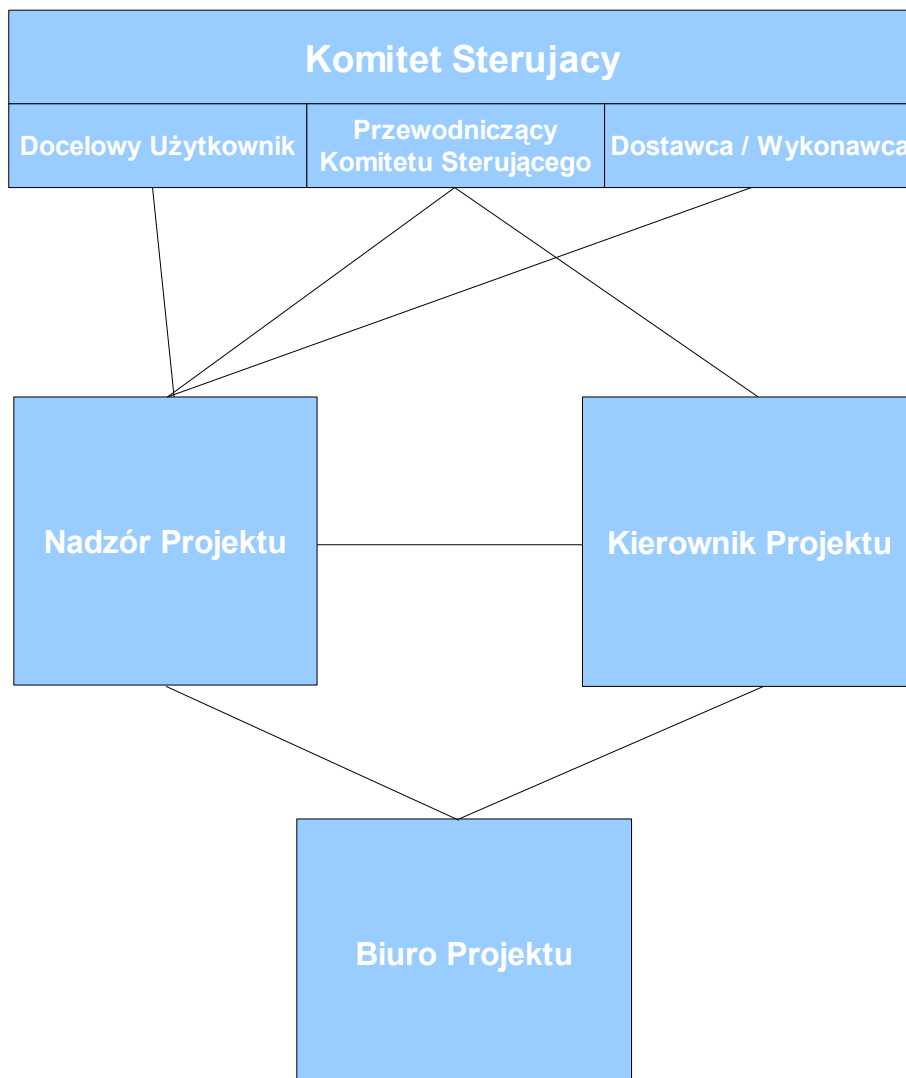 Komitet Sterujacy
Docelowy Użytkownik
Przewodniczący
Komitetu Sterującego
Dostawca / Wykonawca
Nadzór Projektu
Kierownik Projektu
Biuro Projektu